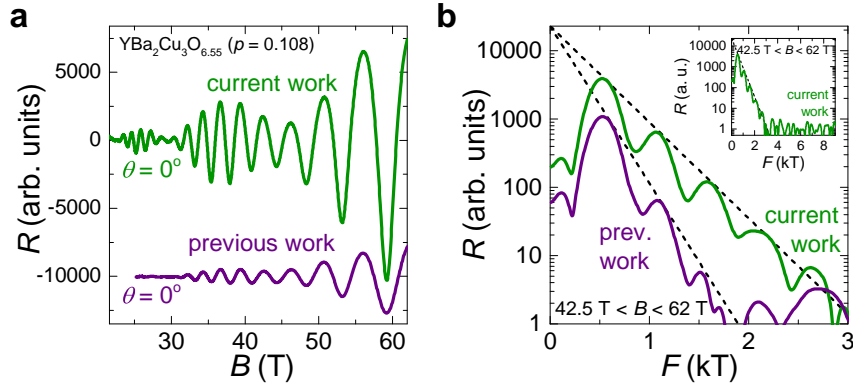 a
YBa₂Cu₃O₆.₅₅ (p = 0.108)
current work
θ = 0°
previous work
θ = 0°
R (arb. units)
5000
0
-5000
-10000
30
40
50
60
B (T)
b
R (arb. units)
10000
1000
100
10
1
prev.
work
current
work
42.5 T < B < 62 T
0
1
2
3
F (kT)
R (a. u.)
10000
1000
100
10
1
42.5 T < B < 62 T
current
work
0
2
4
6
8
F (kT)